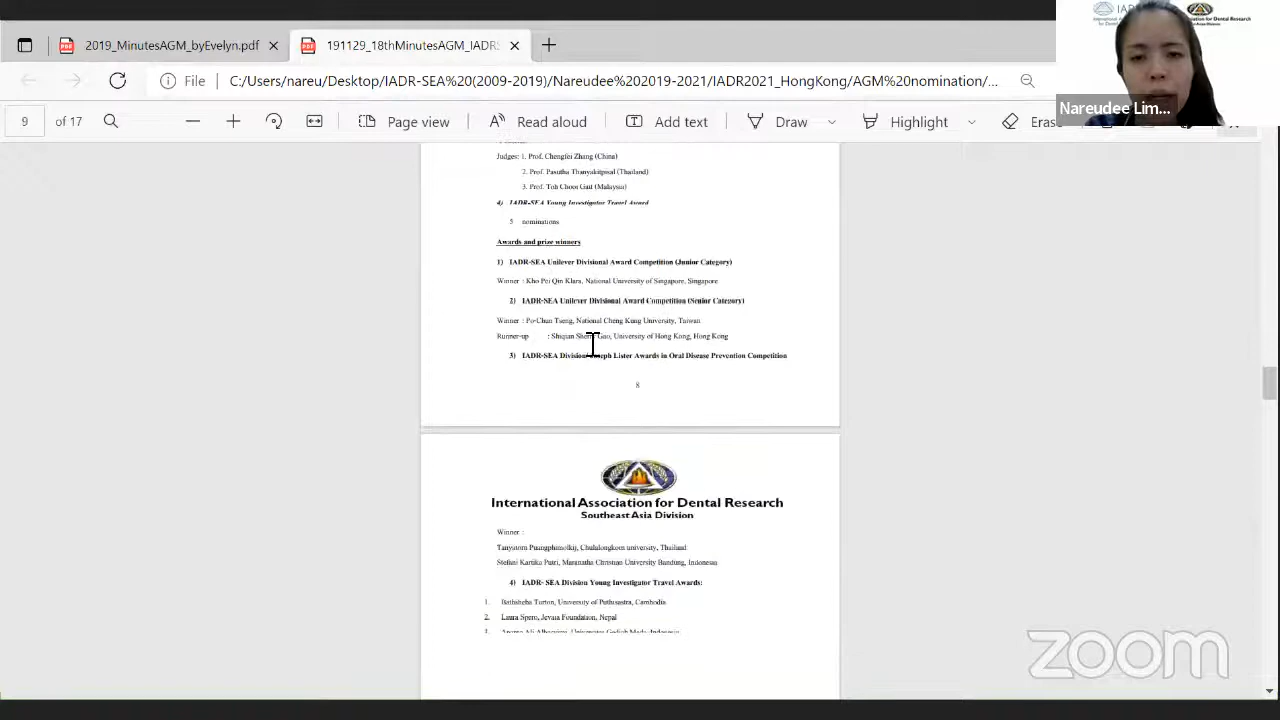 2019_MinutesAGM_byEvelyn.pdf
191129_18thMinutesAGM_IADR
File
C:/Users/nareu/Desktop/IADR-SEA%20(2009-2019)/Nareudee%202019-2021/IADR2021_HongKong/AGM%20nomination/...
9 of 17
Page view
Read aloud
Add text
Draw
Highlight
Erase
Nareudee Lim...
Judges: 1. Prof. Chengfei Zhang (China)
2. Prof. Pasutha Thunyakitpisal (Thailand)
3. Prof. Toh Choon Gait (Malaysia)
4) IADR-SEA Young Investigator Travel Award
5 nominations
Awards and prize winners
1) IADR-SEA Unilever Divisional Award Competition (Junior Category)
Winner : Kho Pei Qin Klara, National University of Singapore, Singapore
2) IADR-SEA Unilever Divisional Award Competition (Senior Category)
Winner : Po-Chun Tseng, National Cheng Kung University, Taiwan
Runner-up : Shiqian Gao, University of Hong Kong, Hong Kong
3) IADR-SEA Division Joseph Lister Awards in Oral Disease Prevention Competition
8
International Association for Dental Research
Southeast Asia Division
Winner :
Tanyatorn Puangphimolkij, Chulalongkorn university, Thailand
Stefani Kartika Putri, Maranatha Christian University Bandung, Indonesia
4) IADR- SEA Division Young Investigator Travel Awards:
1. Bathsheba Turton, University of Puthisastra, Cambodia
2. Laura Spero, Jevaia Foundation, Nepal
zoom